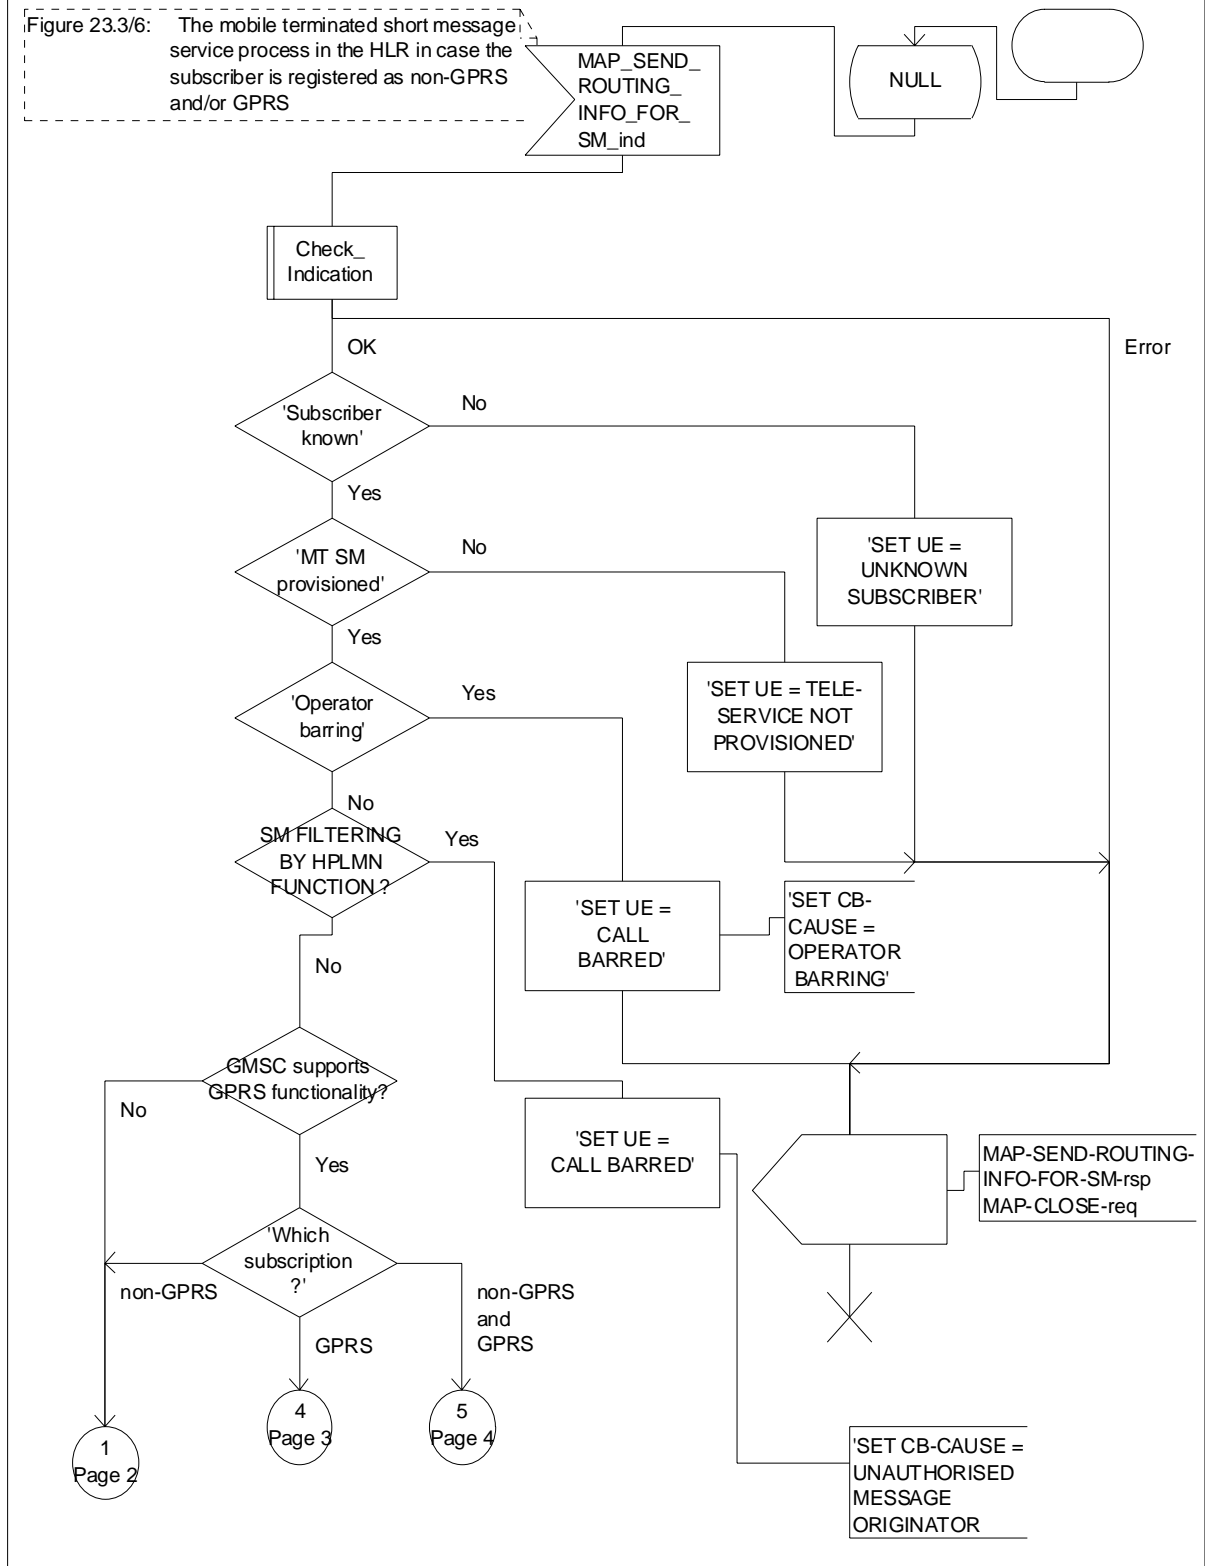 Figure 23.3/6: The mobile terminated short message
service process in the HLR in case the
subscriber is registered as non-GPRS
and/or GPRS
MAP_SEND_
ROUTING_
INFO_FOR_
SM_ind
NULL
Check_
Indication
OK
Error
'Subscriber
known'
No
Yes
'MT SM
provisioned'
No
'SET UE =
UNKNOWN
SUBSCRIBER'
Yes
'Operator
barring'
Yes
'SET UE = TELE-
SERVICE NOT
PROVISIONED'
No
SM FILTERING
BY HPLMN
FUNCTION ?
Yes
'SET UE =
CALL
BARRED'
'SET CB-
CAUSE =
OPERATOR
BARRING'
No
GMSC supports
GPRS functionality?
No
Yes
'SET UE =
CALL BARRED'
MAP-SEND-ROUTING-
INFO-FOR-SM-rsp
MAP-CLOSE-req
'Which
subscription
?'
non-GPRS
GPRS
non-GPRS
and
GPRS
1
Page 2
4
Page 3
5
Page 4
'SET CB-CAUSE =
UNAUTHORISED
MESSAGE
ORIGINATOR